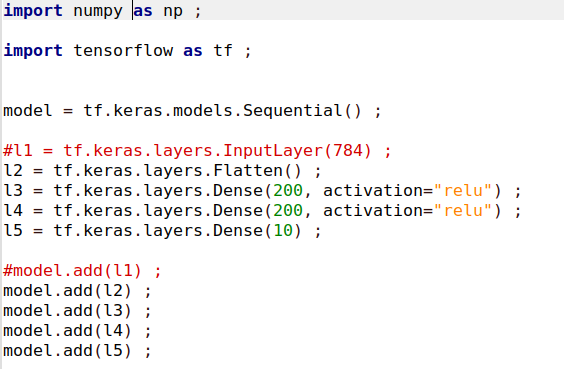 import numpy as np ;
import tensorflow as tf ;
model = tf.keras.models.Sequential() ;
#l1 = tf.keras.layers.InputLayer(784) ;
l2 = tf.keras.layers.Flatten() ;
l3 = tf.keras.layers.Dense(200, activation="relu") ;
l4 = tf.keras.layers.Dense(200, activation="relu") ;
l5 = tf.keras.layers.Dense(10) ;
#model.add(l1) ;
model.add(l2) ;
model.add(l3) ;
model.add(l4) ;
model.add(l5) ;